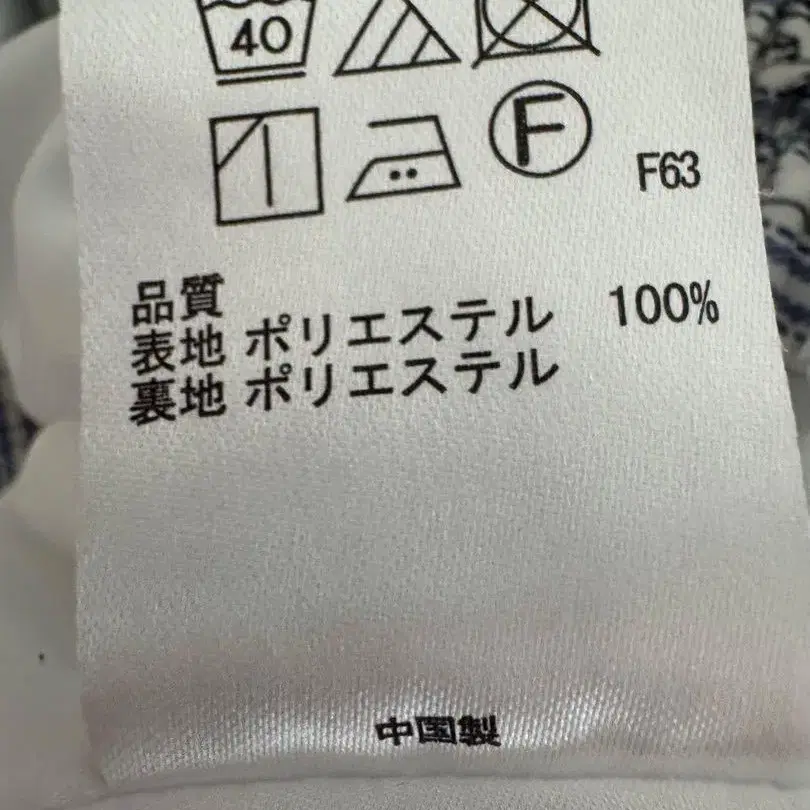 40
F
F63
品質
表地 ポリエステル 100%
裏地 ポリエステル
中国製